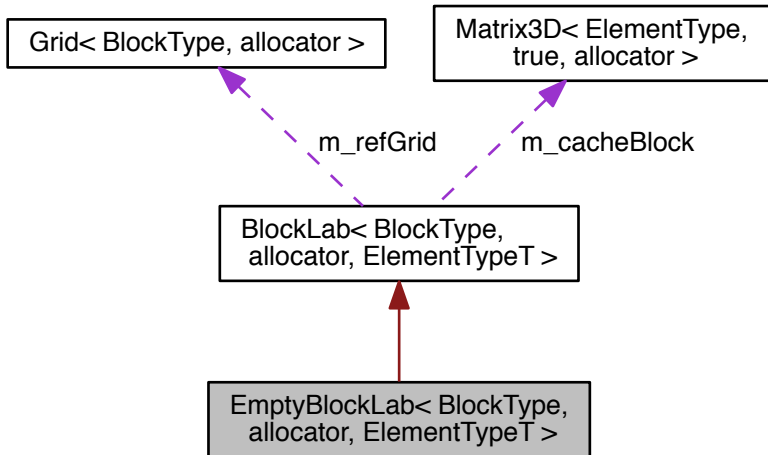 Grid< BlockType, allocator >
Matrix3D< ElementType,
true, allocator >
m_refGrid
m_cacheBlock
BlockLab< BlockType,
allocator, ElementTypeT >
EmptyBlockLab< BlockType,
allocator, ElementTypeT >